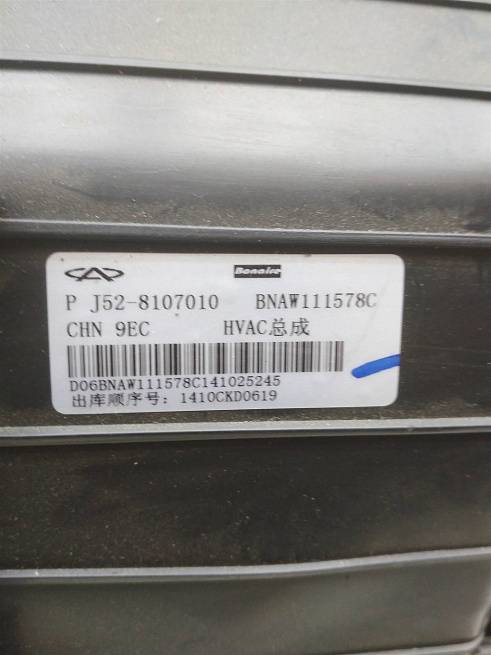 Bonaire
P J52-8107010 BNAW111578C
CHN 9EC HVAC总成
D06BNAW111578C141025245
出库顺序号: 1410CKD0619